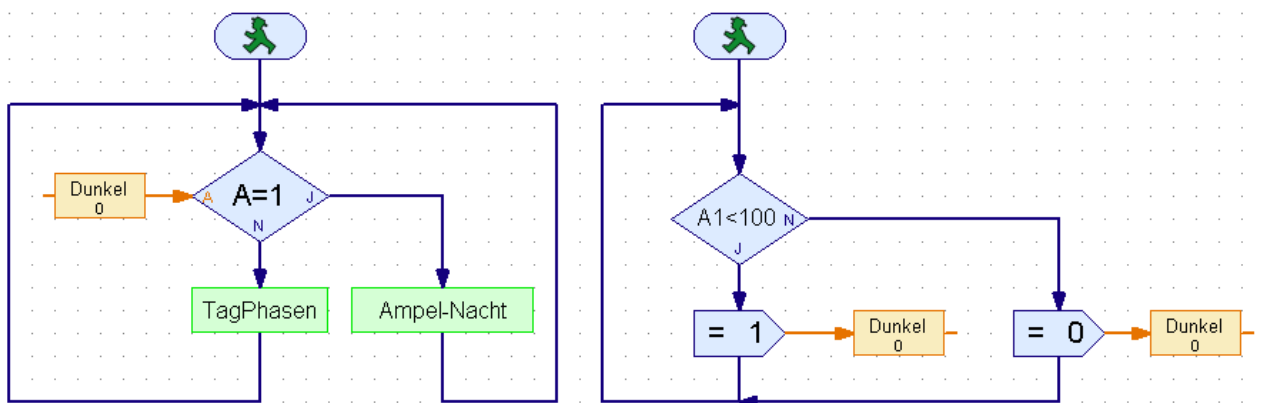 Dunkel
0
A
A=1
J
N
TagPhasen
Ampel-Nacht
A1<100
N
J
= 1
Dunkel
0
= 0
Dunkel
0